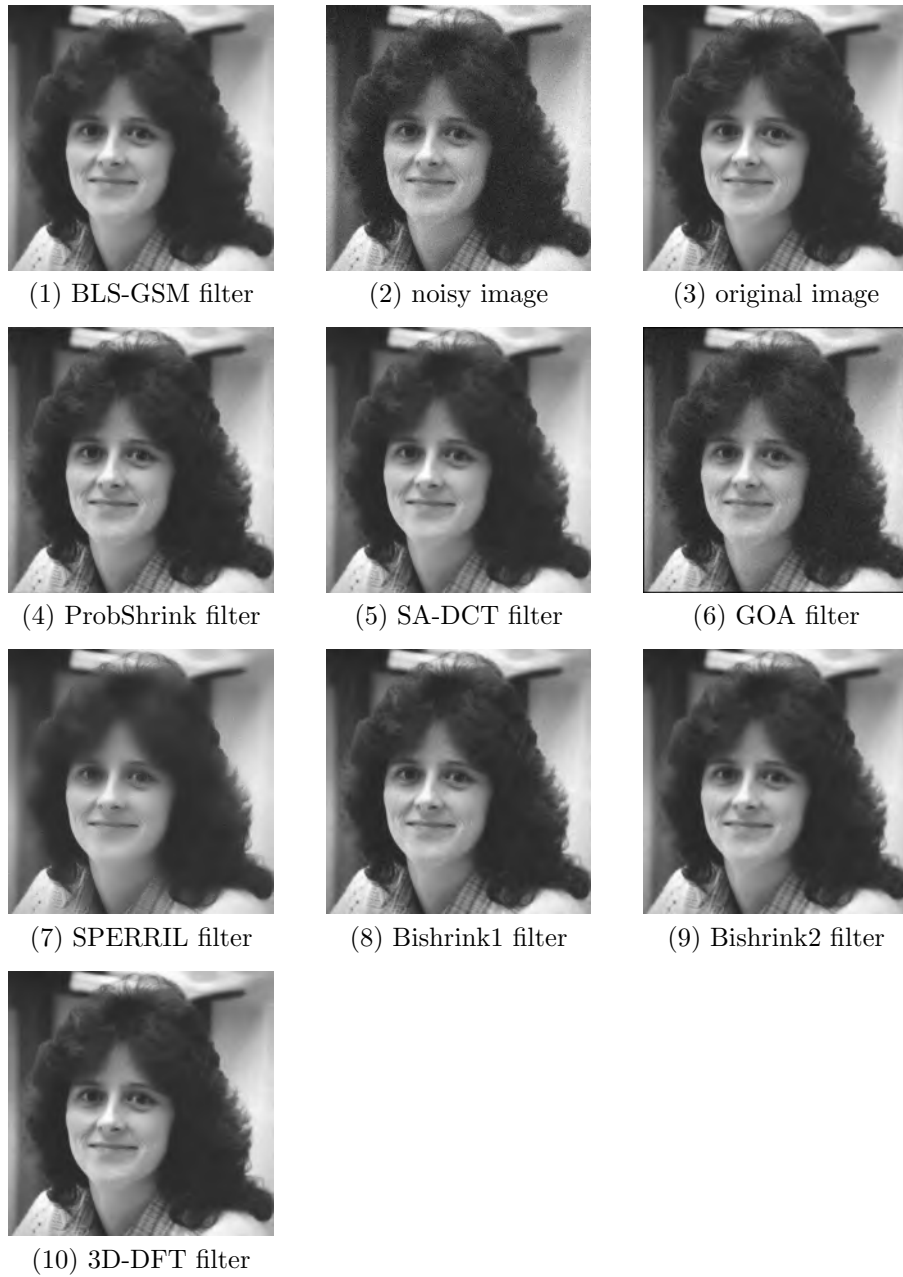 (1) BLS-GSM filter
(2) noisy image
(3) original image
(4) ProbShrink filter
(5) SA-DCT filter
(6) GOA filter
(7) SPERRIL filter
(8) Bishrink1 filter
(9) Bishrink2 filter
(10) 3D-DFT filter